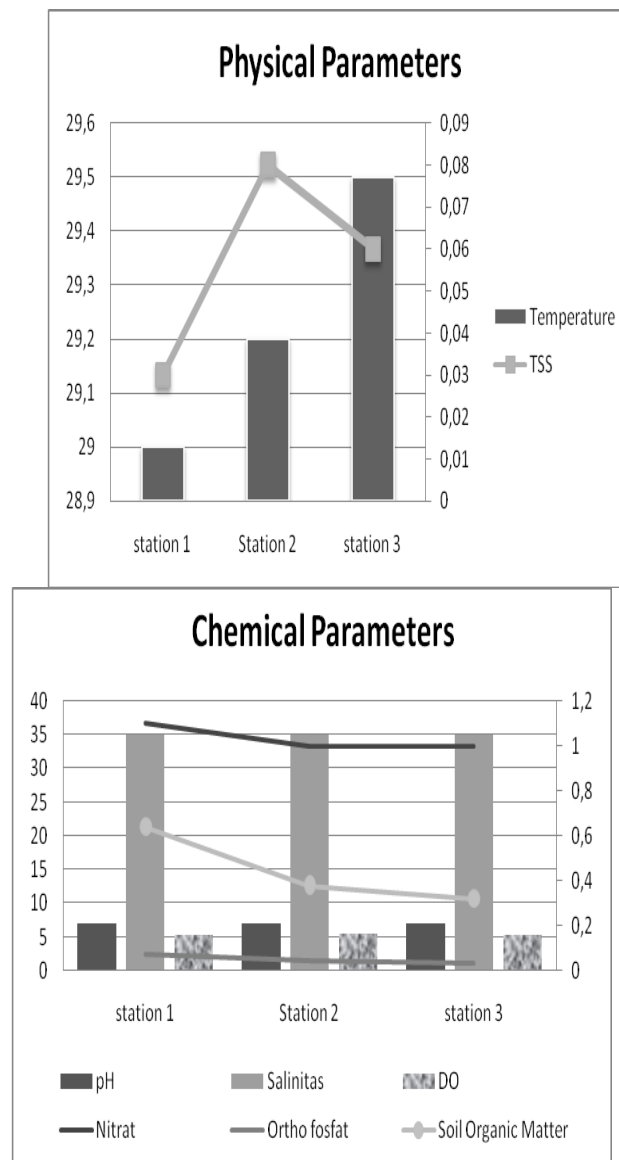 Physical Parameters
29,6
29,5
29,4
29,3
29,2
29,1
29
28,9
0,09
0,08
0,07
0,06
0,05
0,04
0,03
0,02
0,01
0
station 1
Station 2
station 3
Temperature
TSS
Chemical Parameters
40
35
30
25
20
15
10
5
0
1,2
1
0,8
0,6
0,4
0,2
0
station 1
Station 2
station 3
pH
Salinitas
DO
Nitrat
Ortho fosfat
Soil Organic Matter